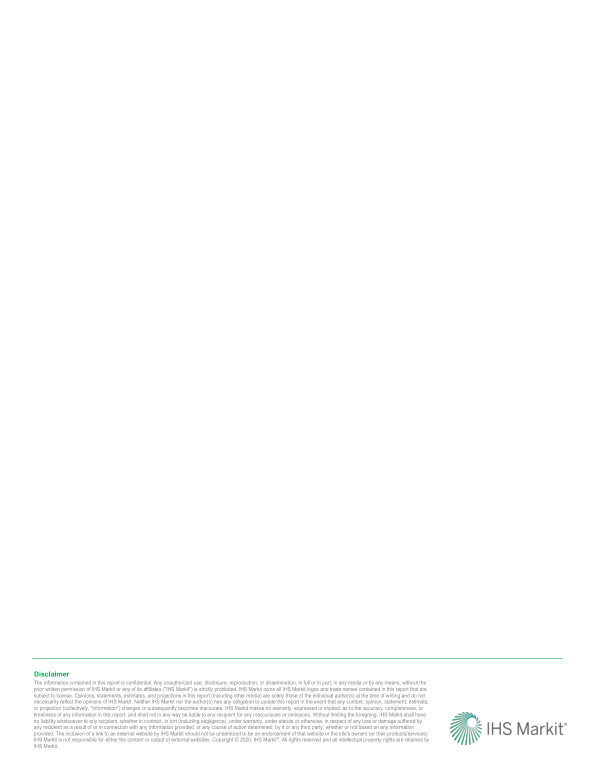 Disclaimer
The information contained in this report is confidential. Any unauthorized use, disclosure, reproduction, or dissemination, in full or in part, in any media or by any means, without the
prior written permission of IHS Markit or any of its affiliates ("IHS Markit") is strictly prohibited. IHS Markit owns all IHS Markit logos and trade names contained in this report that are
subject to license. Opinions, statements, estimates, and projections in this report (including other media) are solely those of the individual author(s) at the time of writing and do not
necessarily reflect the opinions of IHS Markit. Neither IHS Markit nor the author(s) has any obligation to update this report in the event that any content, opinion, statement, estimate,
or projection (collectively, "information") changes or subsequently becomes inaccurate. IHS Markit makes no warranty, expressed or implied, as to the accuracy, completeness, or
timeliness of any information in this report, and shall not in any way be liable to any recipient for any inaccuracies or omissions. Without limiting the foregoing, IHS Markit shall have
no liability whatsoever to any recipient, whether in contract, in tort (including negligence), under warranty, under statute or otherwise, in respect of any loss or damage suffered by
any recipient as a result of or in connection with any information provided, or any course of action determined, by it or any third party, whether or not based on any information
provided. The inclusion of a link to an external website by IHS Markit should not be understood to be an endorsement of that website or the site's owners (or their products/services).
IHS Markit is not responsible for either the content or output of external websites. Copyright © 2020, IHS Markit®. All rights reserved and all intellectual property rights are retained by
IHS Markit.
IHS Markit®